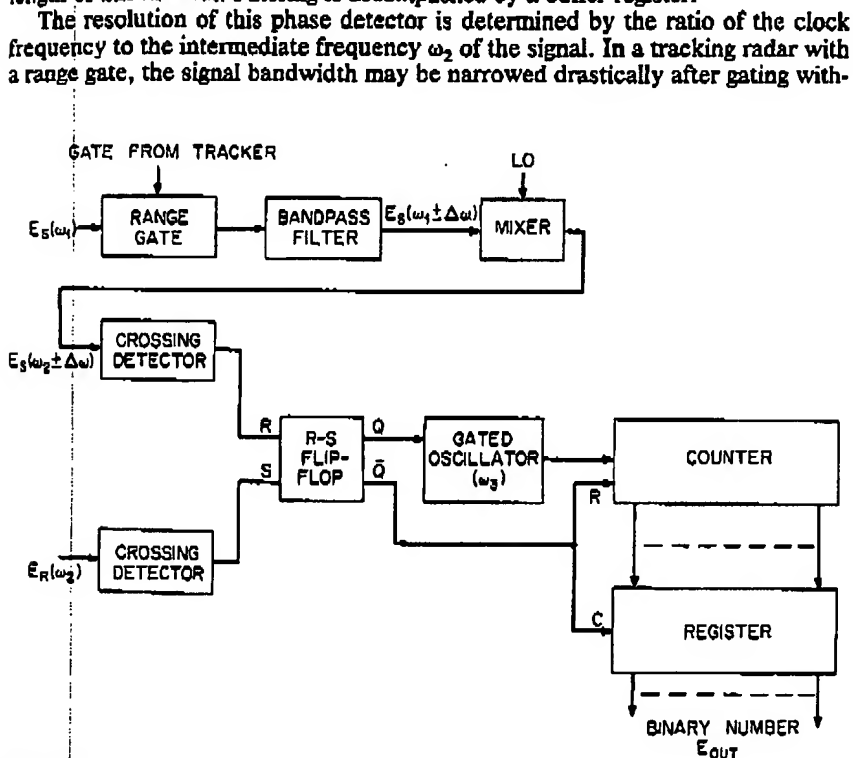 The resolution of this phase detector is determined by the ratio of the clock
frequency to the intermediate frequency ω₂ of the signal. In a tracking radar with
a range gate, the signal bandwidth may be narrowed drastically after gating with-
GATE FROM TRACKER
LO
E_S(ω₁)
RANGE
GATE
BANDPASS
FILTER
E_S(ω₁±Δω)
MIXER
E_S(ω₂±Δω)
CROSSING
DETECTOR
R
S
R-S
FLIP-
FLOP
Q
Q̄
GATED
OSCILLATOR
(ω₃)
COUNTER
R
E_R(ω₂)
CROSSING
DETECTOR
C
REGISTER
BINARY NUMBER
E_OUT